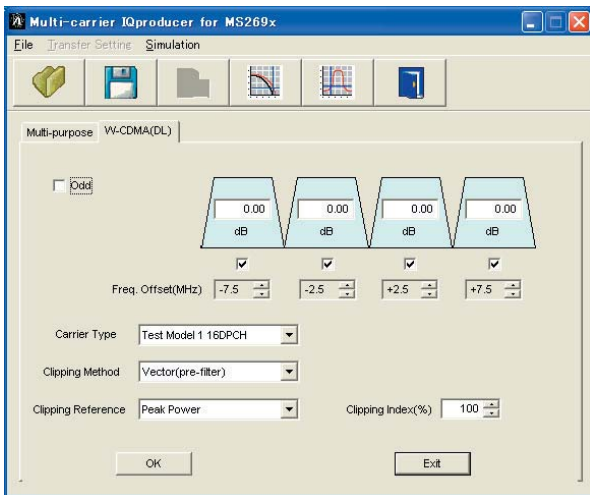 Multi-carrier IQproducer for MS269x
File Transfer Setting Simulation
Multi-purpose W-CDMA(DL)
Odd
0.00 0.00 0.00 0.00
dB dB dB dB
Freq. Offset(MHz) -7.5 -2.5 +2.5 +7.5
Carrier Type Test Model 1 16DPCH
Clipping Method Vector(pre-filter)
Clipping Reference Peak Power Clipping Index(%) 100
OK Exit